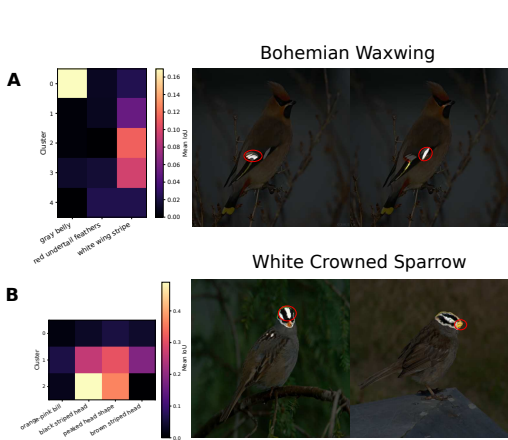 Bohemian Waxwing
A
0
1
2
3
4
Cluster
gray belly
red undertail feathers
white wing stripe
0.16
0.14
0.12
0.10
0.08
0.06
0.04
0.02
0.00
Mean IoU
White Crowned Sparrow
B
0
1
2
Cluster
orange-pink bill
black striped head
peaked head shape
brown striped head
0.4
0.3
0.2
0.1
0.0
Mean IoU